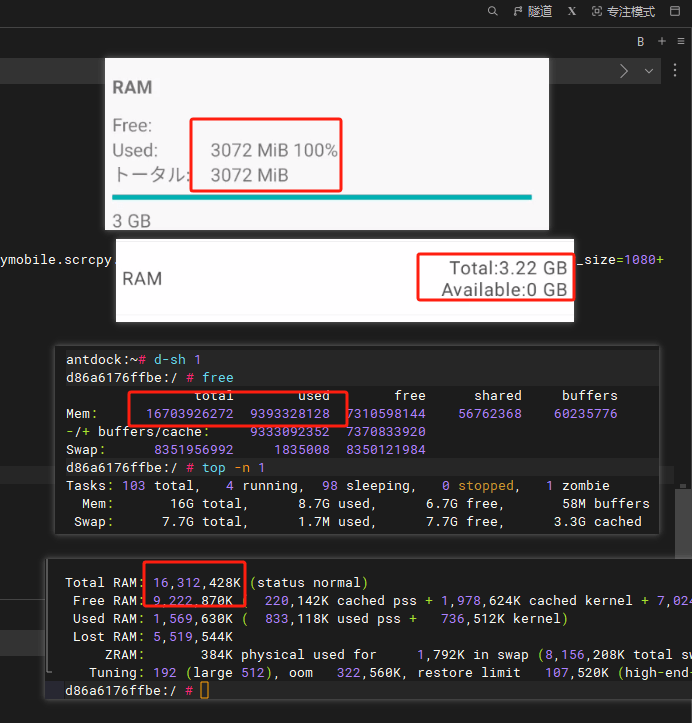 隧道 X 专注模式
B + ≡
RAM
Free:
Used: 3072 MiB 100%
トータル: 3072 MiB
3 GB
ymobile.scrcpy. _size=1080+
RAM
Total:3.22 GB
Available:0 GB
antdock:~# d-sh 1
d86a6176ffbe:/ # free
total used free shared buffers
Mem: 16703926272 9393328128 7310598144 56762368 60235776
-/+ buffers/cache: 9333092352 7370833920
Swap: 8351956992 1835008 8350121984
d86a6176ffbe:/ # top -n 1
Tasks: 103 total, 4 running, 98 sleeping, 0 stopped, 1 zombie
Mem: 16G total, 8.7G used, 6.7G free, 58M buffers
Swap: 7.7G total, 1.7M used, 7.7G free, 3.3G cached
Total RAM: 16,312,428K (status normal)
Free RAM: 9,222,870K ( 220,142K cached pss + 1,978,624K cached kernel + 7,024
Used RAM: 1,569,630K ( 833,118K used pss + 736,512K kernel)
Lost RAM: 5,519,544K
ZRAM: 384K physical used for 1,792K in swap (8,156,208K total sw
Tuning: 192 (large 512), oom 322,560K, restore limit 107,520K (high-end-
d86a6176ffbe:/ #